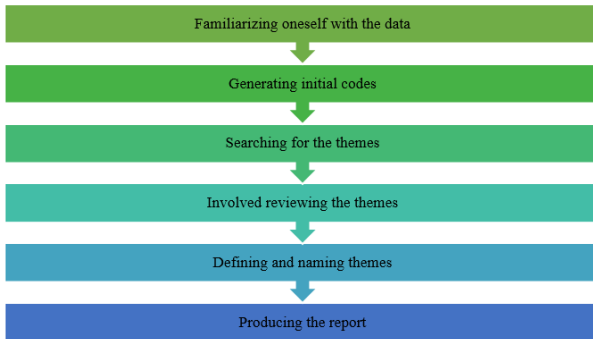 Familiarizing oneself with the data
Generating initial codes
Searching for the themes
Involved reviewing the themes
Defining and naming themes
Producing the report